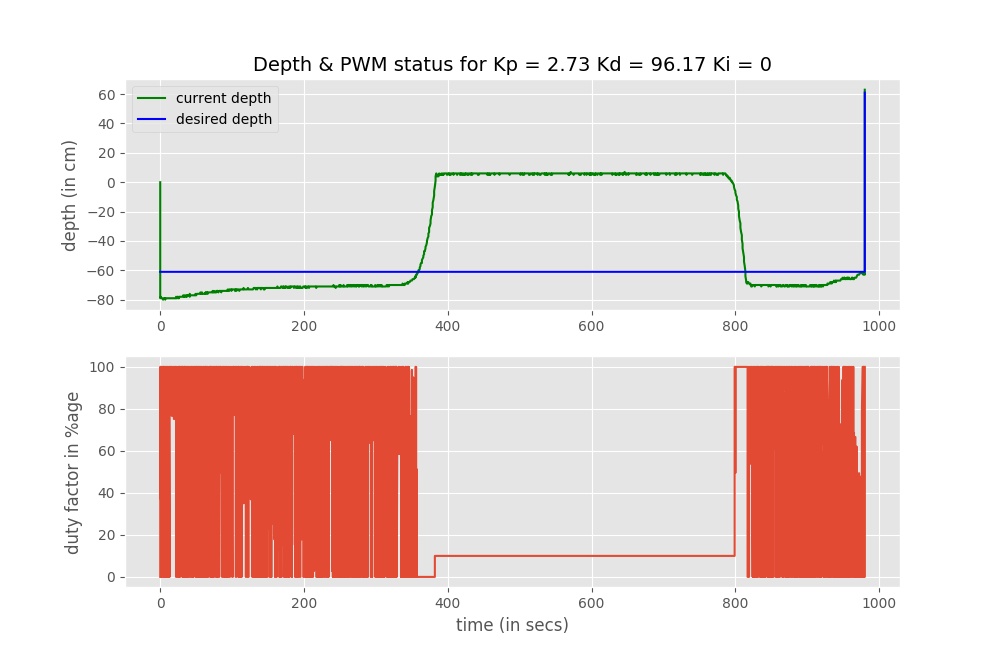 Depth & PWM status for Kp = 2.73 Kd = 96.17 Ki = 0
current depth
desired depth
depth (in cm)
60
40
20
0
−20
−40
−60
−80
0 200 400 600 800 1000
duty factor in %age
100
80
60
40
20
0
0 200 400 600 800 1000
time (in secs)